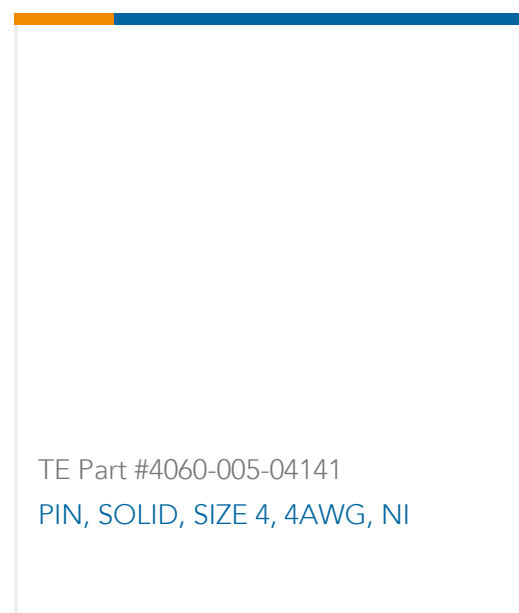 TE Part #4060-005-04141
PIN, SOLID, SIZE 4, 4AWG, NI